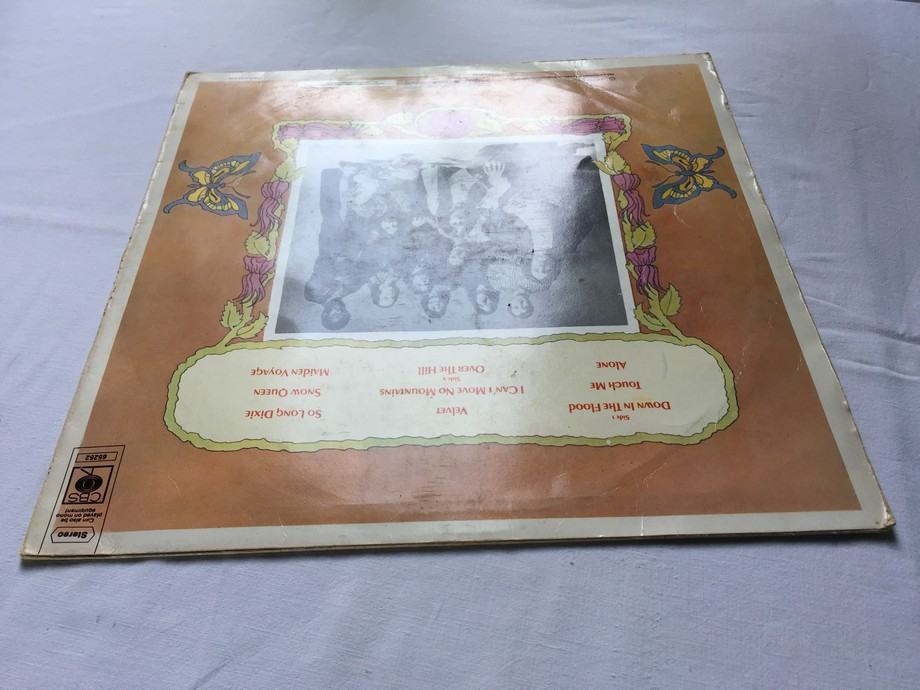 Stereo
Can also be
played on mono
equipment
CBS
65252
Side 1
Down In The Flood
Touch Me
Alone
Velvet
I Can't Move No Mountains
Side 2
Over The Hill
So Long Dixie
Snow Queen
Maiden Voyage